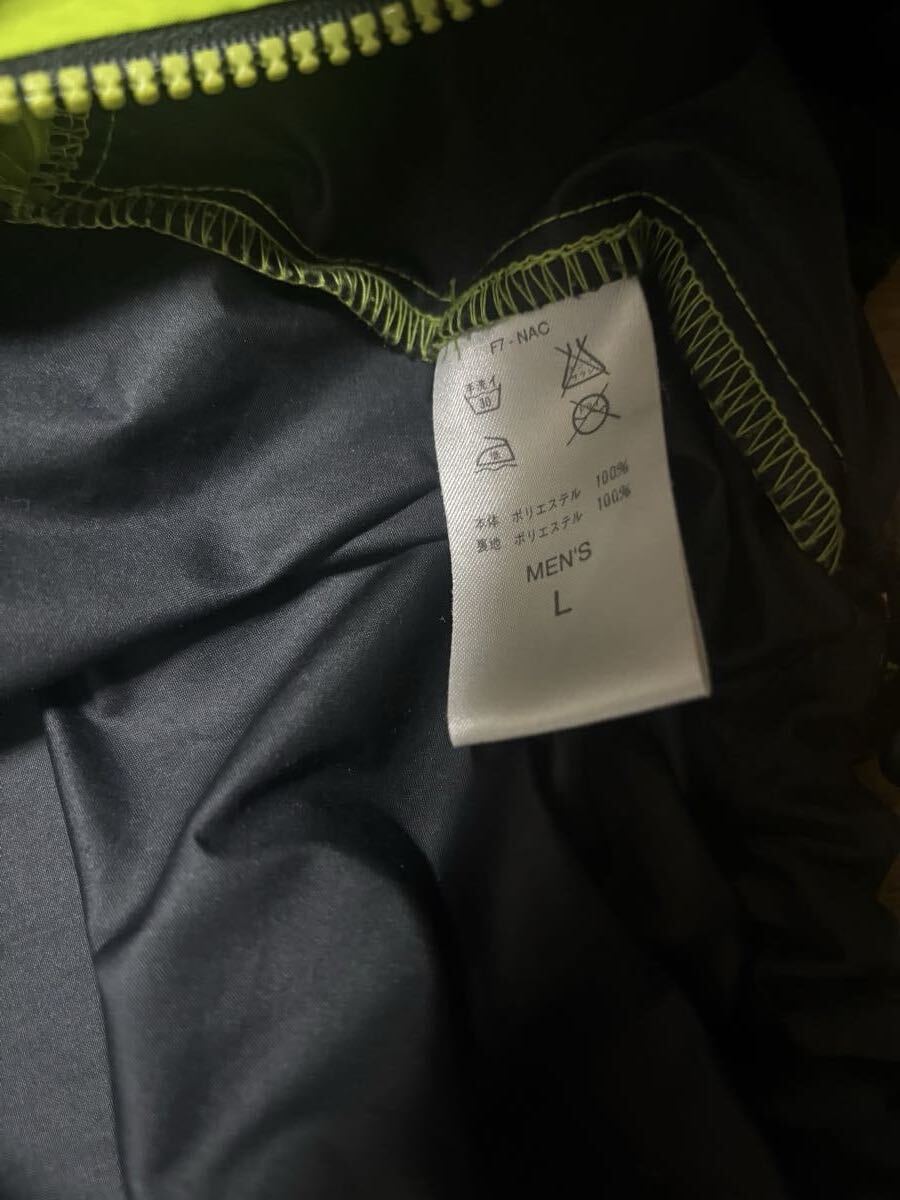 F7-NAC
手洗イ
30
低
本体 ポリエステル 100%
裏地 ポリエステル 100%
MEN'S
L